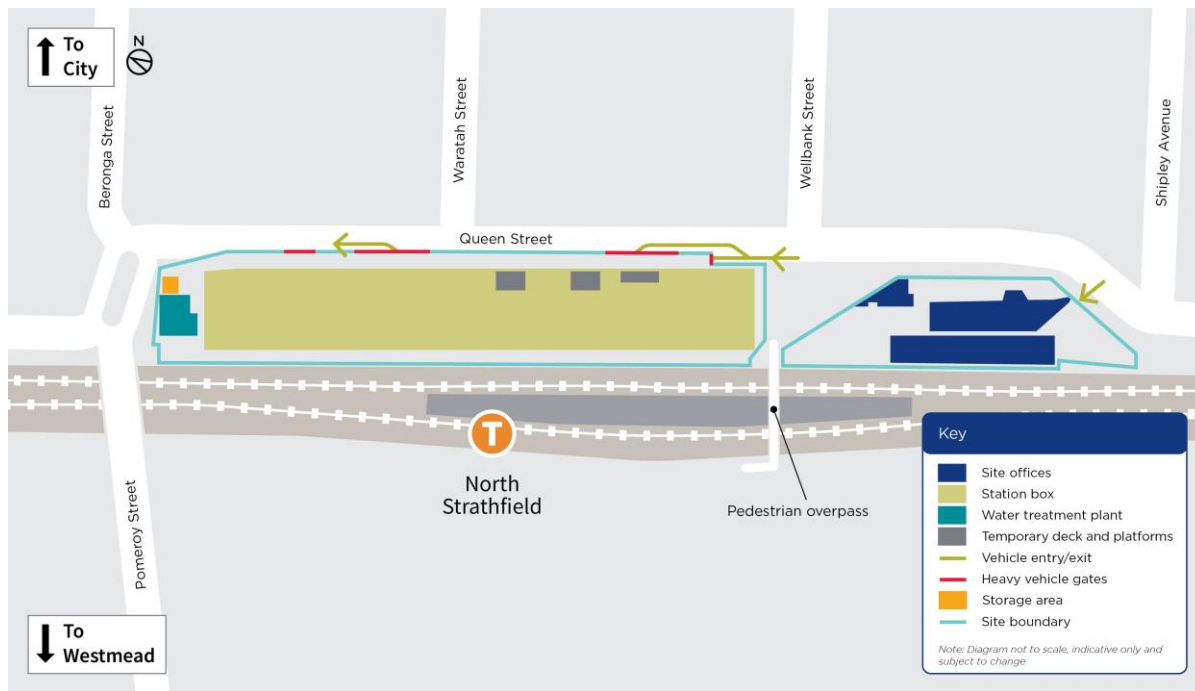 To
City
N
Beronga Street
Waratah Street
Wellbank Street
Shipley Avenue
Queen Street
T
North
Strathfield
Pedestrian overpass
Pomeroy Street
To
Westmead
Key
Site offices
Station box
Water treatment plant
Temporary deck and platforms
Vehicle entry/exit
Heavy vehicle gates
Storage area
Site boundary
Note: Diagram not to scale, indicative only and
subject to change